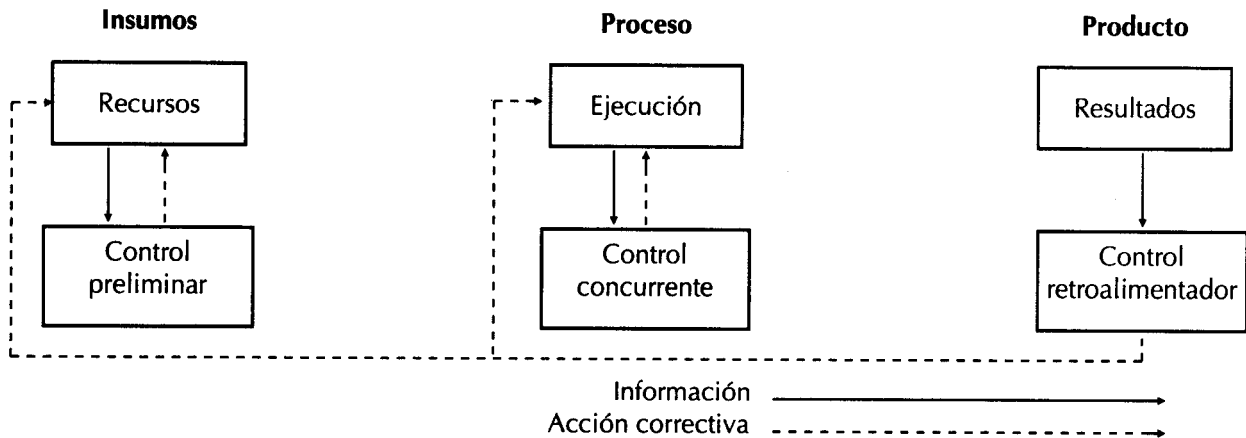 Insumos
Proceso
Producto
Recursos
Ejecución
Resultados
Control
preliminar
Control
concurrente
Control
retroalimentador
Información
Acción correctiva